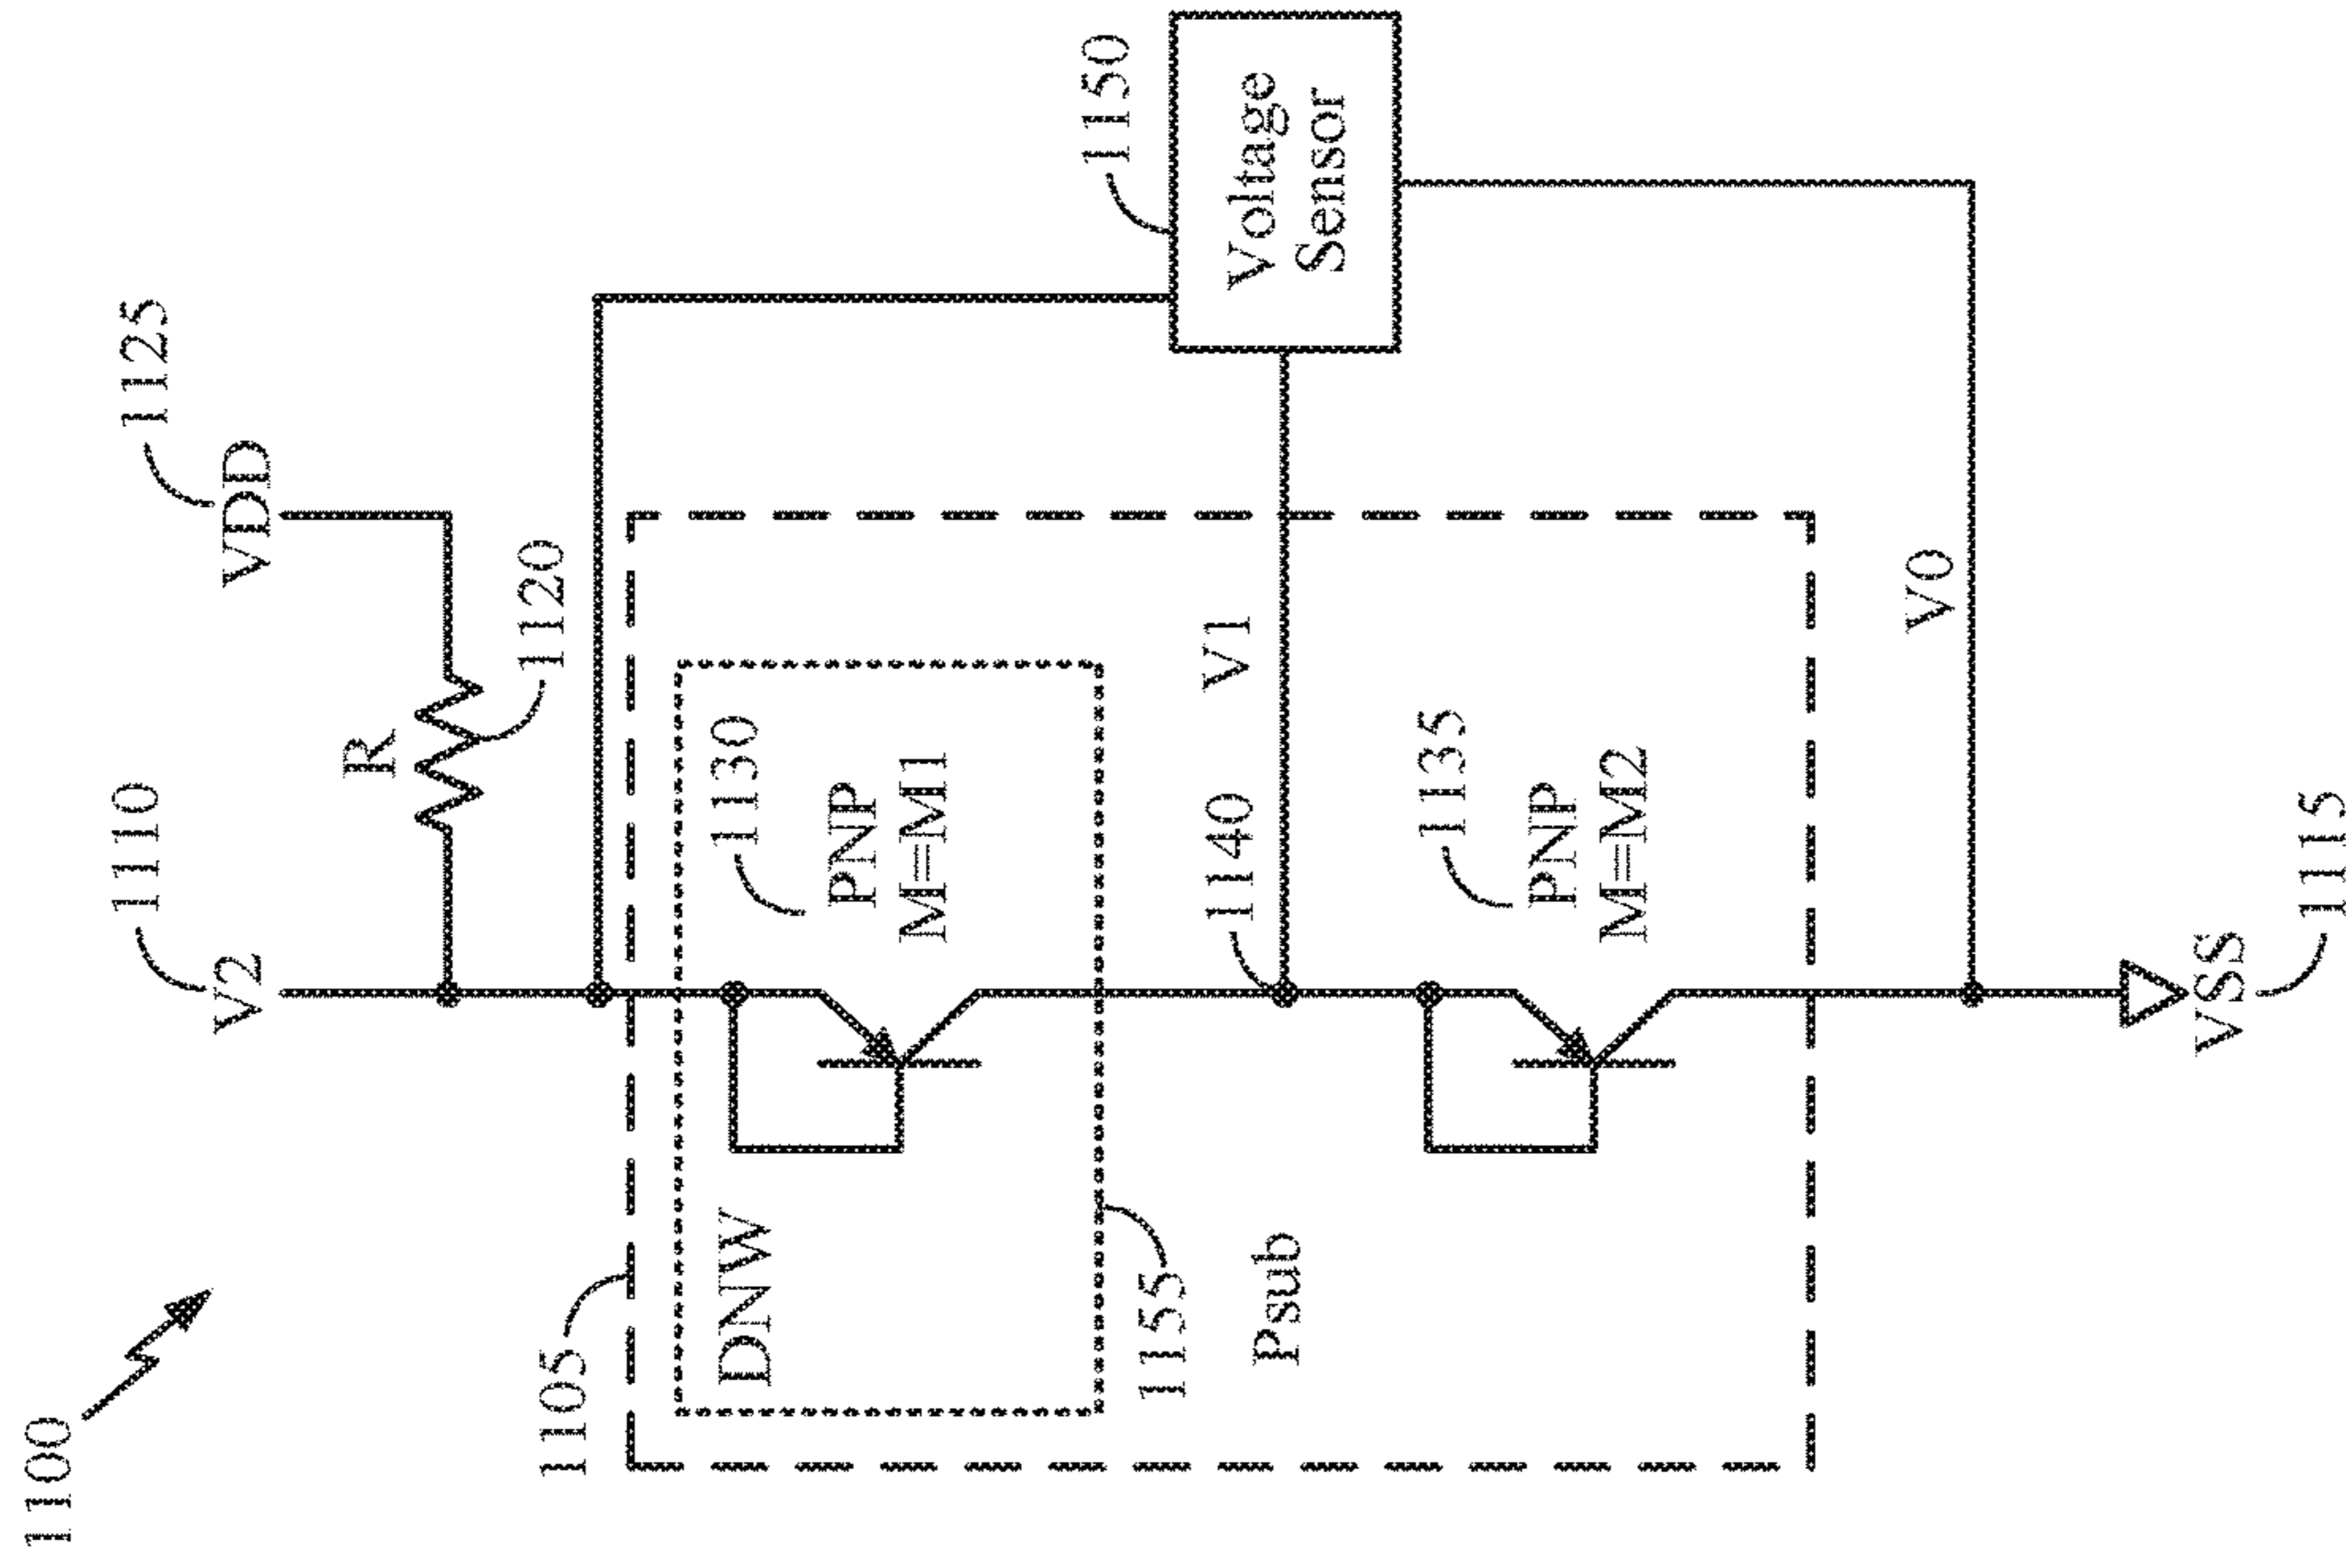 1100
V2
1110
VDD
1125
R
1120
1105
DNW
1130
PNP
M=M1
1155
Psub
1140
V1
1150
Voltage
Sensor
1135
PNP
M=M2
V0
VSS
1115